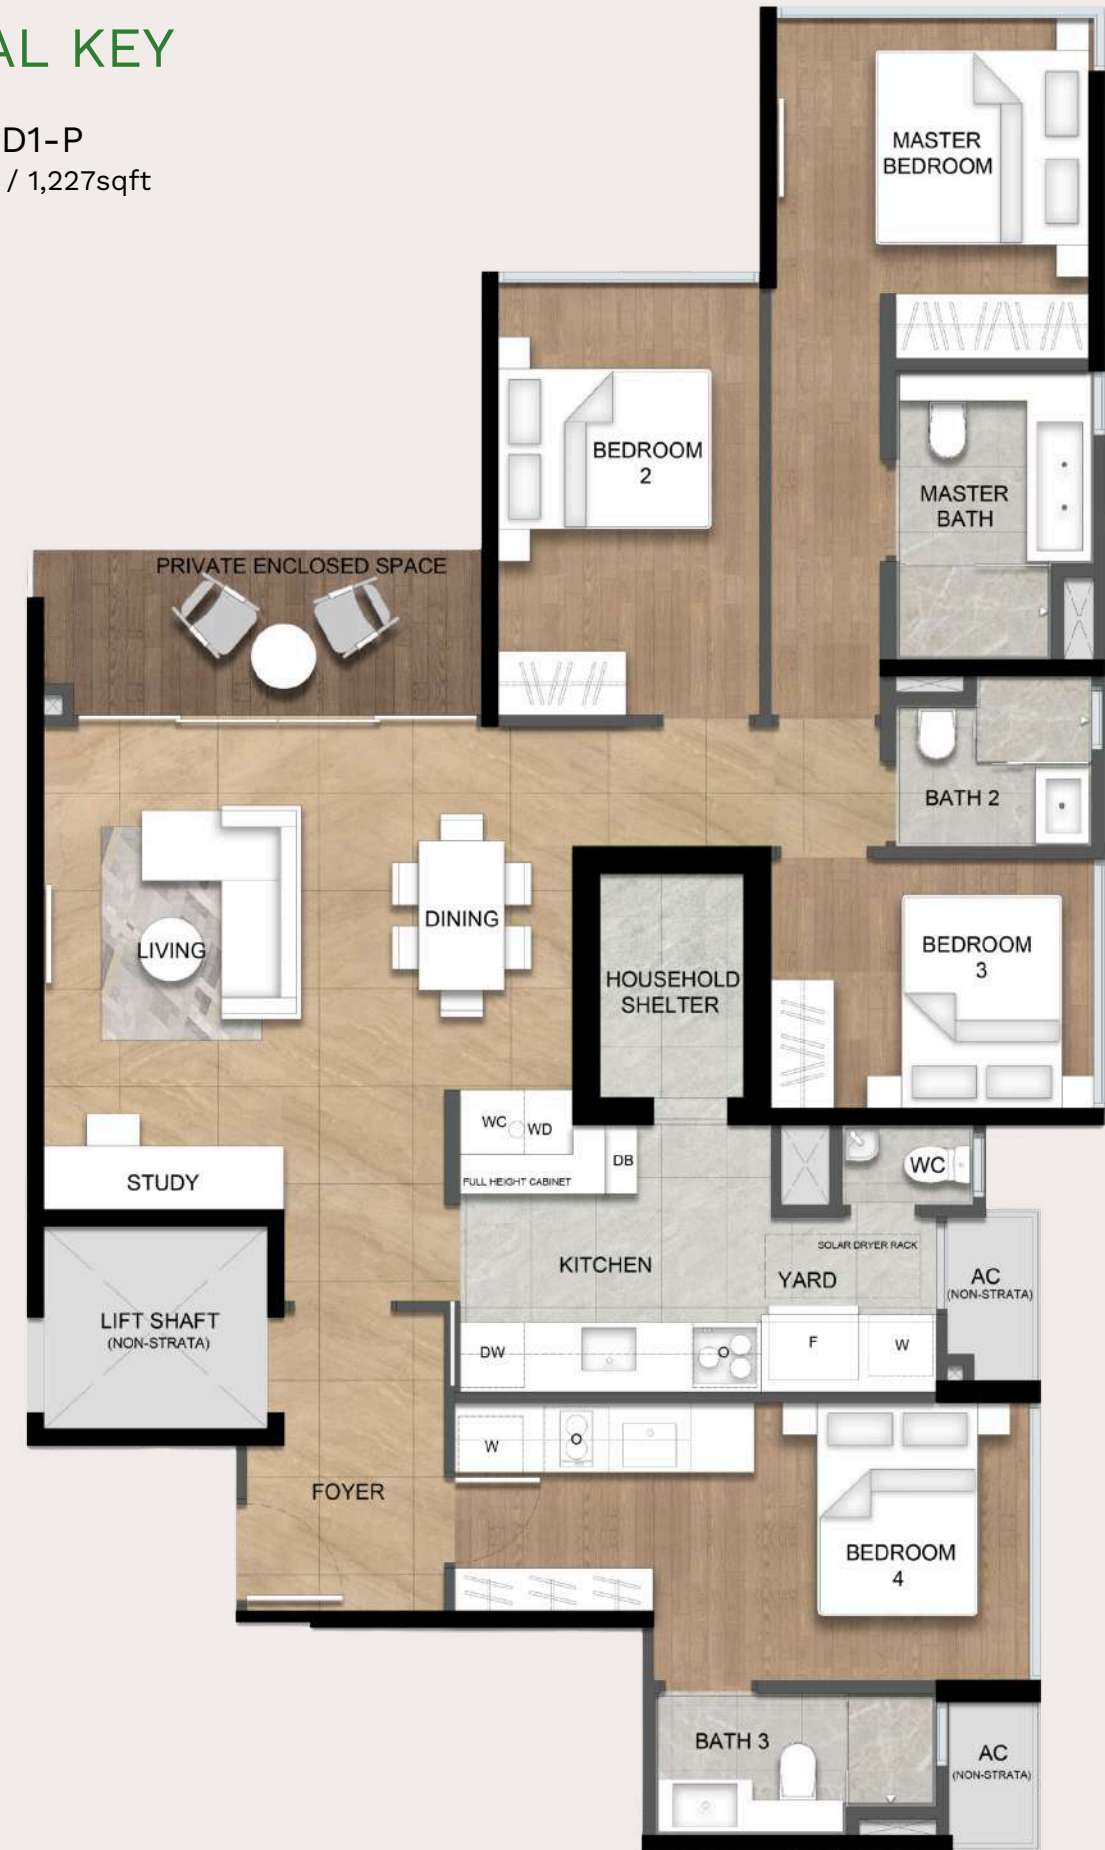 AL KEY
D1-P
/ 1,227sqft
MASTER
BEDROOM
BEDROOM
2
MASTER
BATH
PRIVATE ENCLOSED SPACE
BATH 2
LIVING
DINING
HOUSEHOLD
SHELTER
BEDROOM
3
WC
WD
DB
FULL HEIGHT CABINET
STUDY
WC
KITCHEN
SOLAR DRYER RACK
YARD
AC
(NON-STRATA)
LIFT SHAFT
(NON-STRATA)
DW
F
W
W
FOYER
BEDROOM
4
BATH 3
AC
(NON-STRATA)